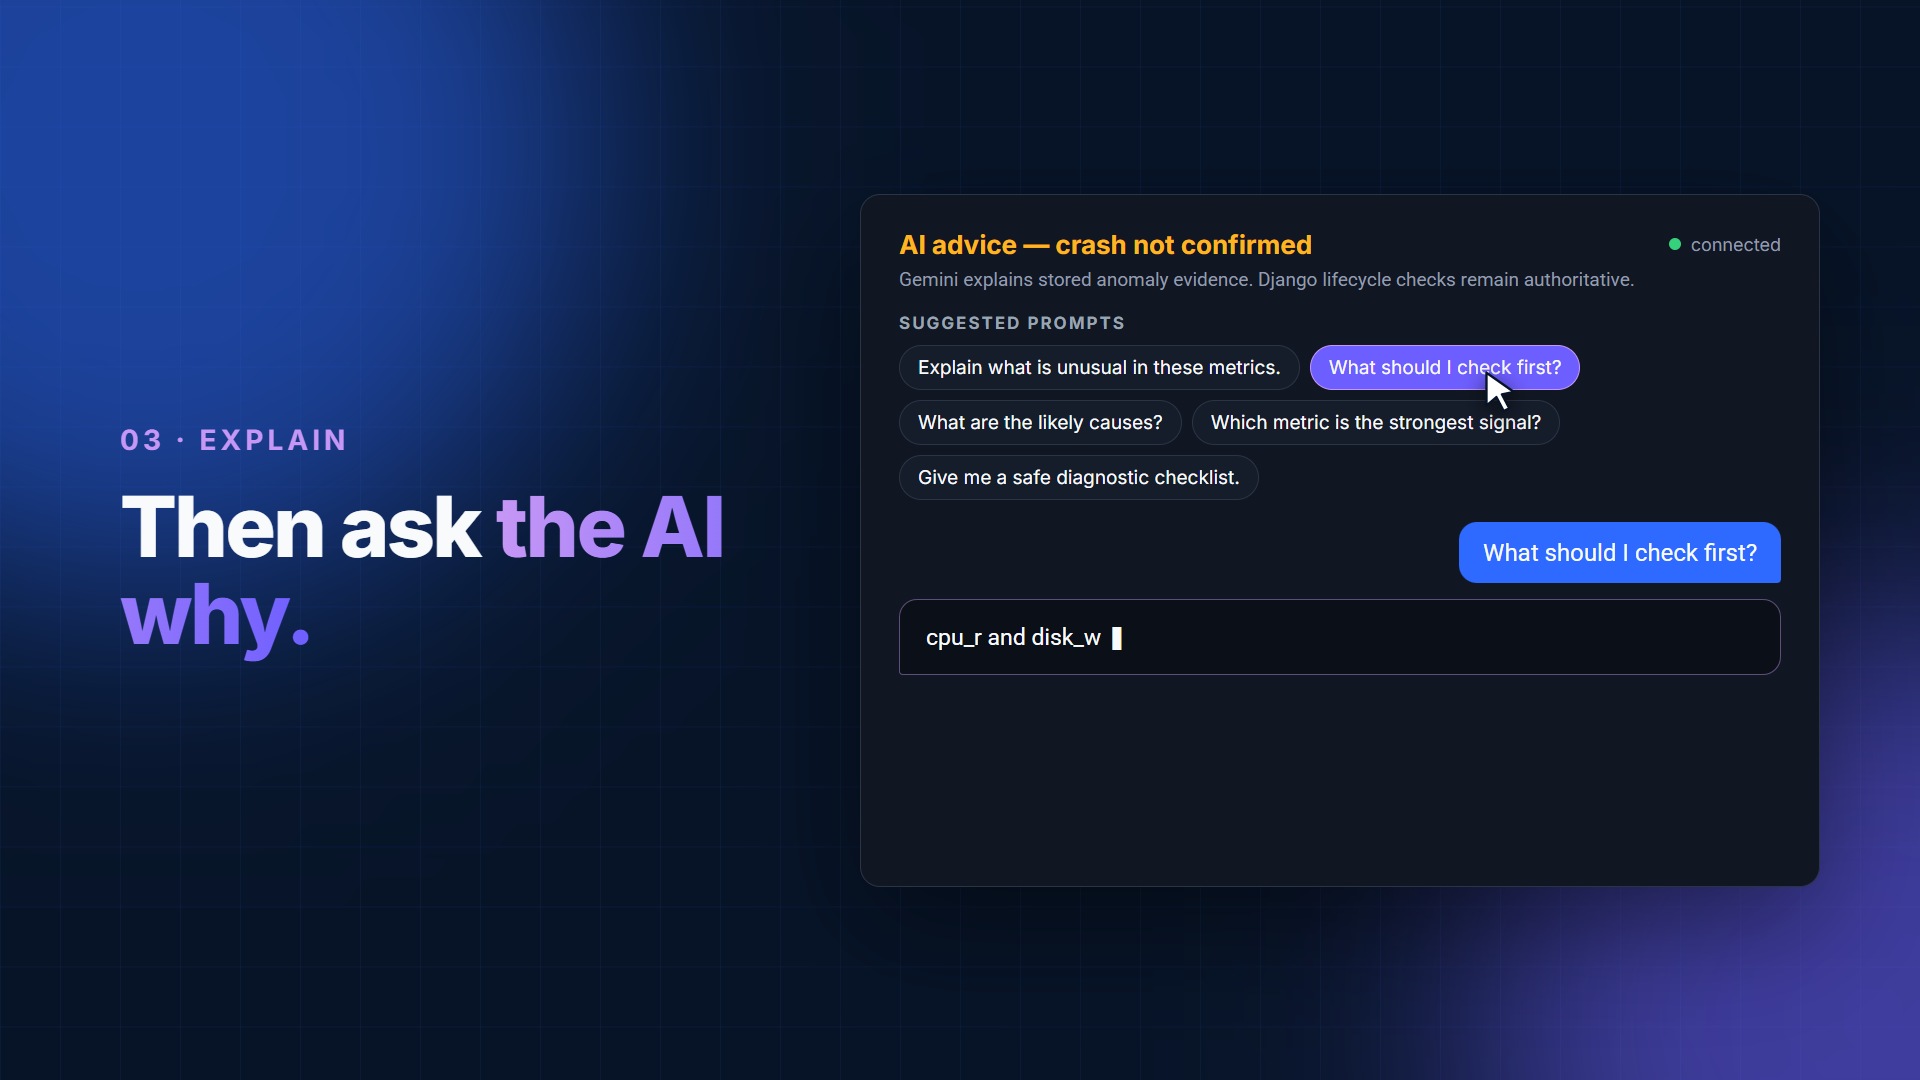 03 · EXPLAIN
Then ask the AI
why.
AI advice — crash not confirmed
connected
Gemini explains stored anomaly evidence. Django lifecycle checks remain authoritative.
SUGGESTED PROMPTS
Explain what is unusual in these metrics.
What should I check first?
What are the likely causes?
Which metric is the strongest signal?
Give me a safe diagnostic checklist.
What should I check first?
cpu_r and disk_w